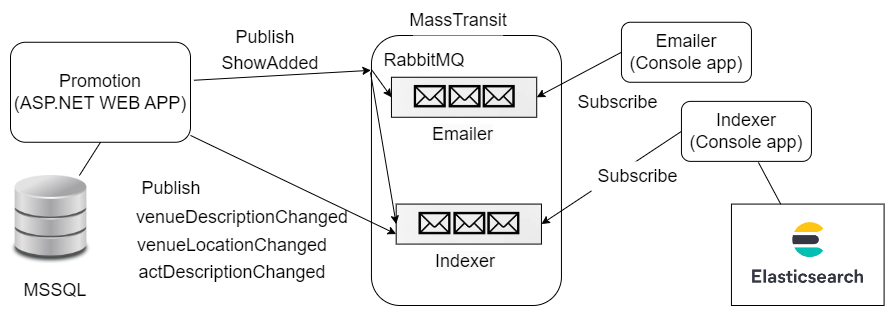 MassTransit
Publish
ShowAdded
RabbitMQ
Promotion
(ASP.NET WEB APP)
Emailer
Emailer
(Console app)
Subscribe
Indexer
(Console app)
Subscribe
Publish
venueDescriptionChanged
venueLocationChanged
actDescriptionChanged
Indexer
MSSQL
Elasticsearch